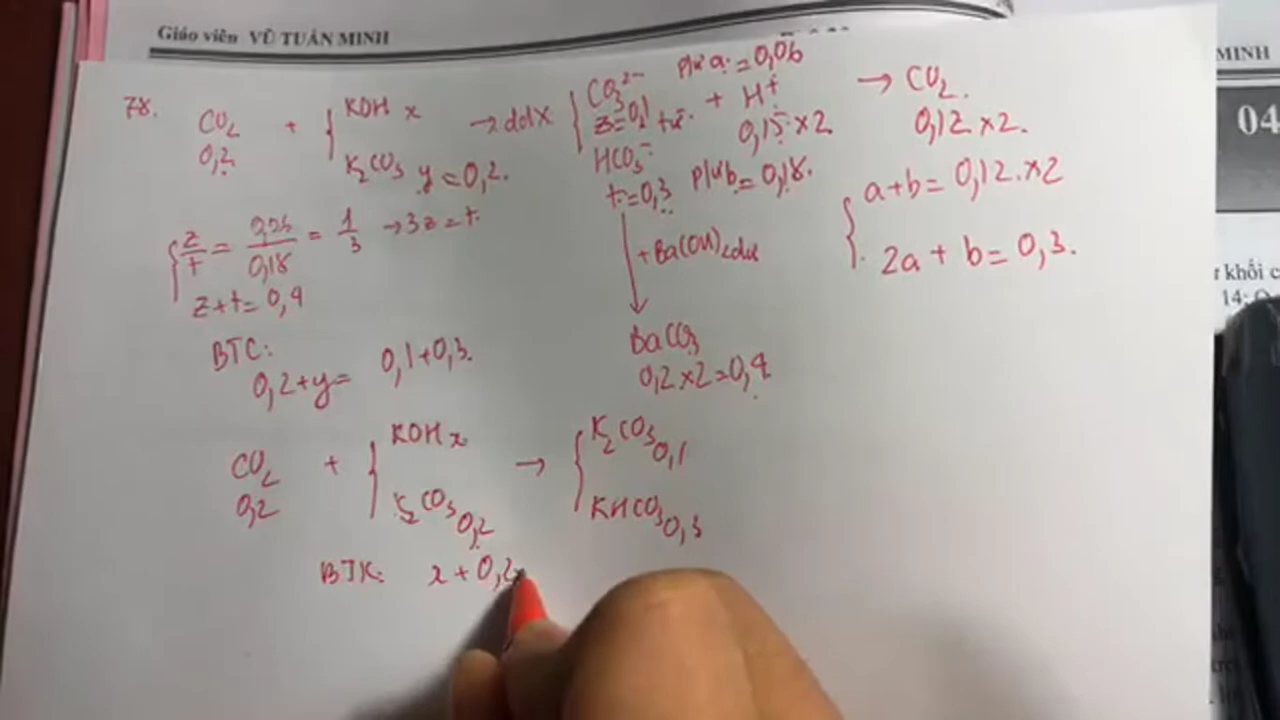 Giáo viên VŨ TUẤN MINH
MINH
04
78. CO2 0,2 + { KOH x K2CO3 y = 0,2. → ddX { CO3^2- z=0,1 HCO3^- t=0,3 + H+ 0,15 x 2 → CO2. 0,12 x 2.
pứ a = 0,06
pứ b = 0,18.
{ a+b = 0,12. x 2
2a + b = 0,3.
{ z/t = 0,06/0,18 = 1/3 → 3z = t
z+t = 0,4
+ Ba(OH)2 dư
BaCO3
0,2 x 2 = 0,4
BTC:
0,2+y = 0,1+0,3
CO2 0,2 + { KOH x K2CO3 0,2 → { K2CO3 0,1 KHCO3 0,3
BTK: x + 0,2
14: